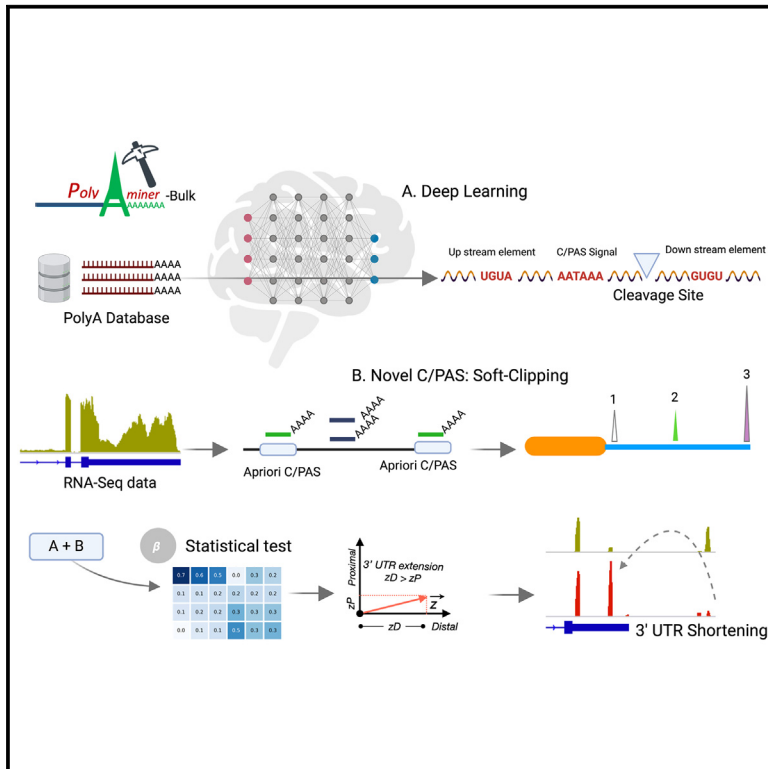 Poly A miner -Bulk
AAAAAAA
A. Deep Learning
AAAA
AAAA
AAAA
PolyA Database
Up stream element C/PAS Signal Down stream element
UGUA AATAAA GUGU
Cleavage Site
B. Novel C/PAS: Soft-Clipping
RNA-Seq data
AAAA
AAAA
AAAA
AAAA
Apriori C/PAS Apriori C/PAS
1 2 3
A + B
β Statistical test
0.7 0.6 0.5 0.0 0.3 0.2
0.1 0.1 0.2 0.2 0.2 0.2
0.1 0.2 0.2 0.3 0.3 0.3
0.0 0.1 0.1 0.5 0.3 0.3
Proximal
zP
3' UTR extension
zD > zP
Z
zD Distal
3' UTR Shortening